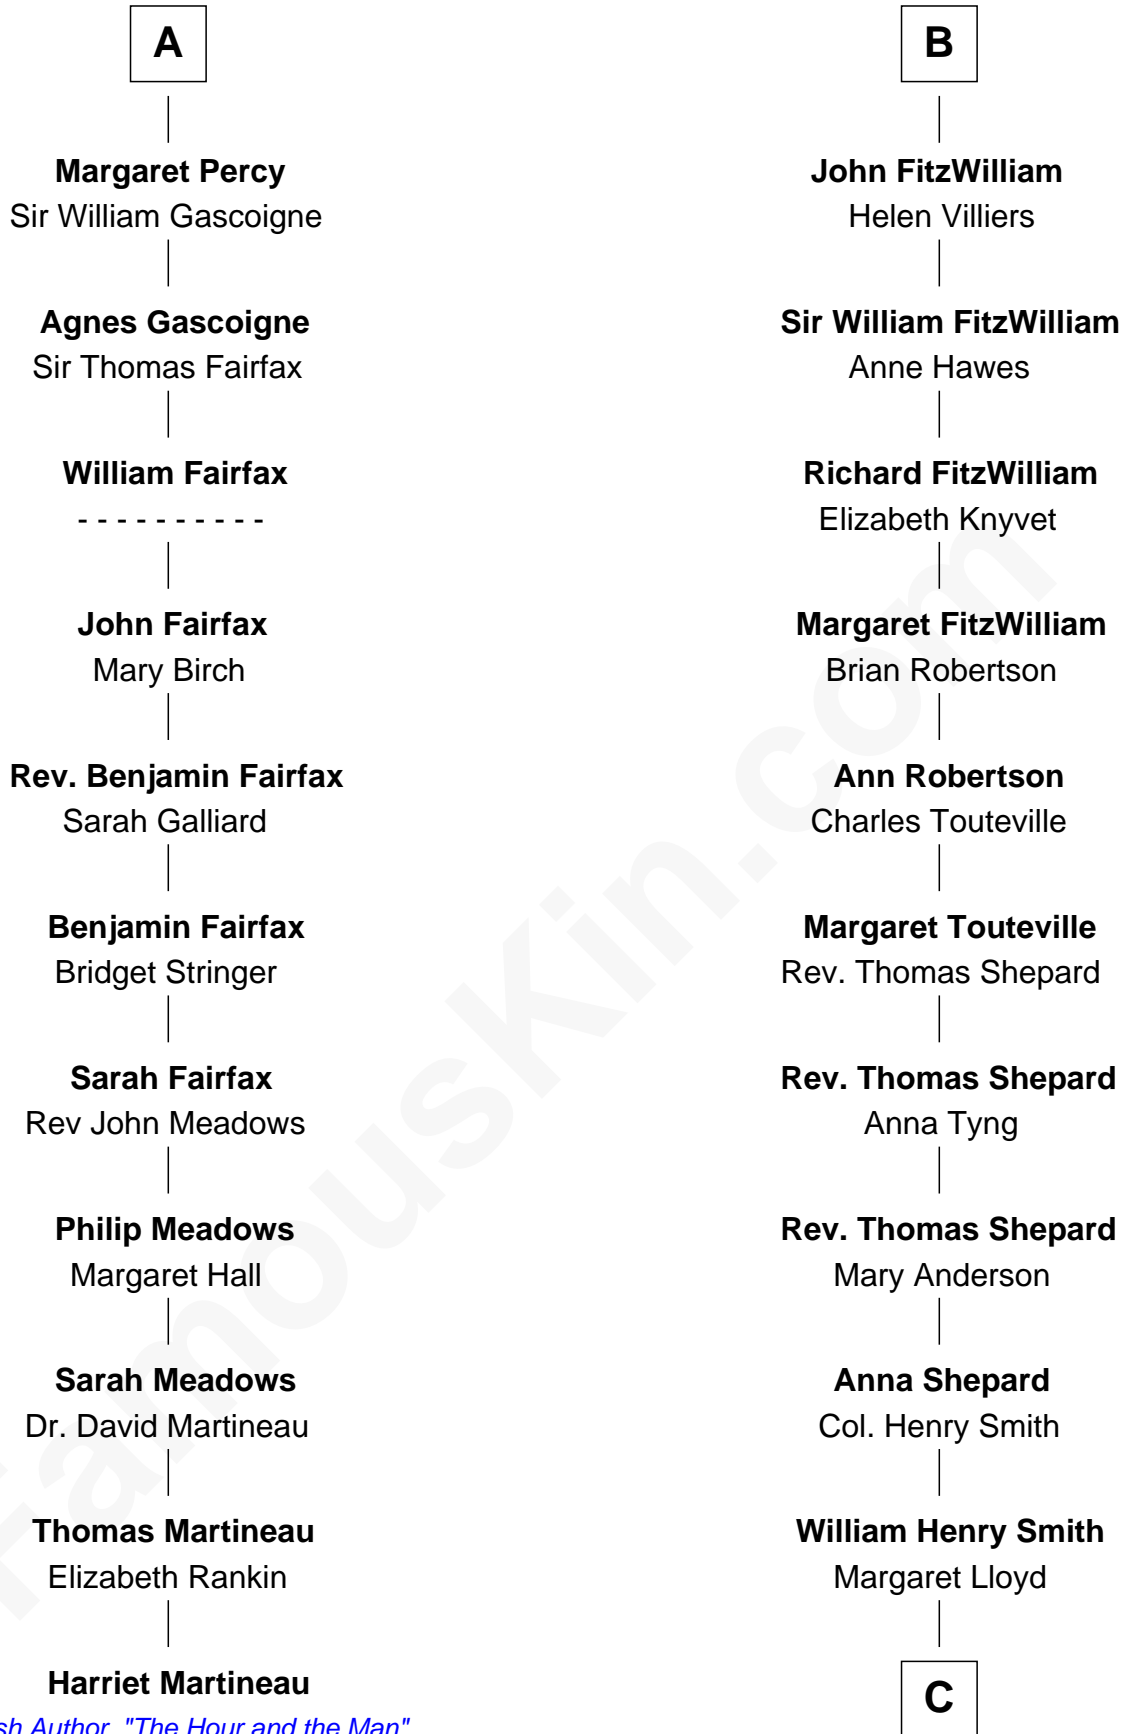 A
Margaret Percy
Sir William Gascoigne
Agnes Gascoigne
Sir Thomas Fairfax
William Fairfax
- - - - - - - - - -
John Fairfax
Mary Birch
Rev. Benjamin Fairfax
Sarah Galliard
Benjamin Fairfax
Bridget Stringer
Sarah Fairfax
Rev John Meadows
Philip Meadows
Margaret Hall
Sarah Meadows
Dr. David Martineau
Thomas Martineau
Elizabeth Rankin
Harriet Martineau
sh Author, "The Hour and the Man"
B
John FitzWilliam
Helen Villiers
Sir William FitzWilliam
Anne Hawes
Richard FitzWilliam
Elizabeth Knyvet
Margaret FitzWilliam
Brian Robertson
Ann Robertson
Charles Touteville
Margaret Touteville
Rev. Thomas Shepard
Rev. Thomas Shepard
Anna Tyng
Rev. Thomas Shepard
Mary Anderson
Anna Shepard
Col. Henry Smith
William Henry Smith
Margaret Lloyd
C
FamousKin.com